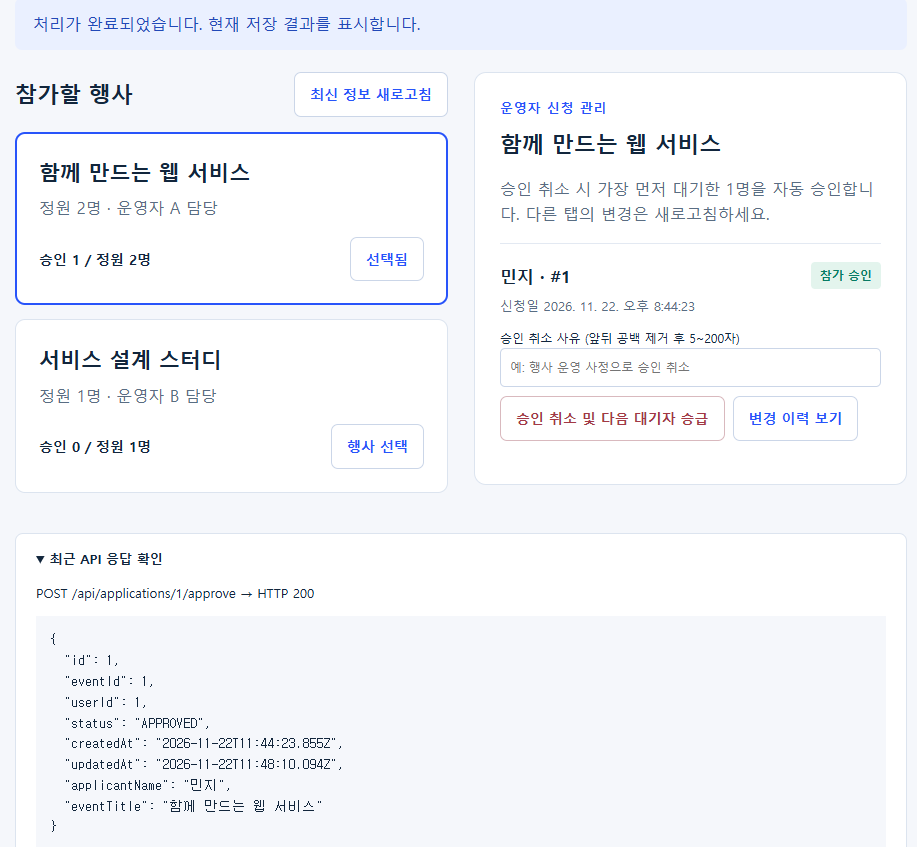 처리가 완료되었습니다. 현재 저장 결과를 표시합니다.
참가할 행사
최신 정보 새로고침
함께 만드는 웹 서비스
정원 2명 · 운영자 A 담당
승인 1 / 정원 2명
선택됨
서비스 설계 스터디
정원 1명 · 운영자 B 담당
승인 0 / 정원 1명
행사 선택
운영자 신청 관리
함께 만드는 웹 서비스
승인 취소 시 가장 먼저 대기한 1명을 자동 승인합니
다. 다른 탭의 변경은 새로고침하세요.
민지 · #1
참가 승인
신청일 2026. 11. 22. 오후 8:44:23
승인 취소 사유 (앞뒤 공백 제거 후 5~200자)
예: 행사 운영 사정으로 승인 취소
승인 취소 및 다음 대기자 승급
변경 이력 보기
▼ 최근 API 응답 확인
POST /api/applications/1/approve → HTTP 200
{
  "id": 1,
  "eventId": 1,
  "userId": 1,
  "status": "APPROVED",
  "createdAt": "2026-11-22T11:44:23.855Z",
  "updatedAt": "2026-11-22T11:48:10.094Z",
  "applicantName": "민지",
  "eventTitle": "함께 만드는 웹 서비스"
}